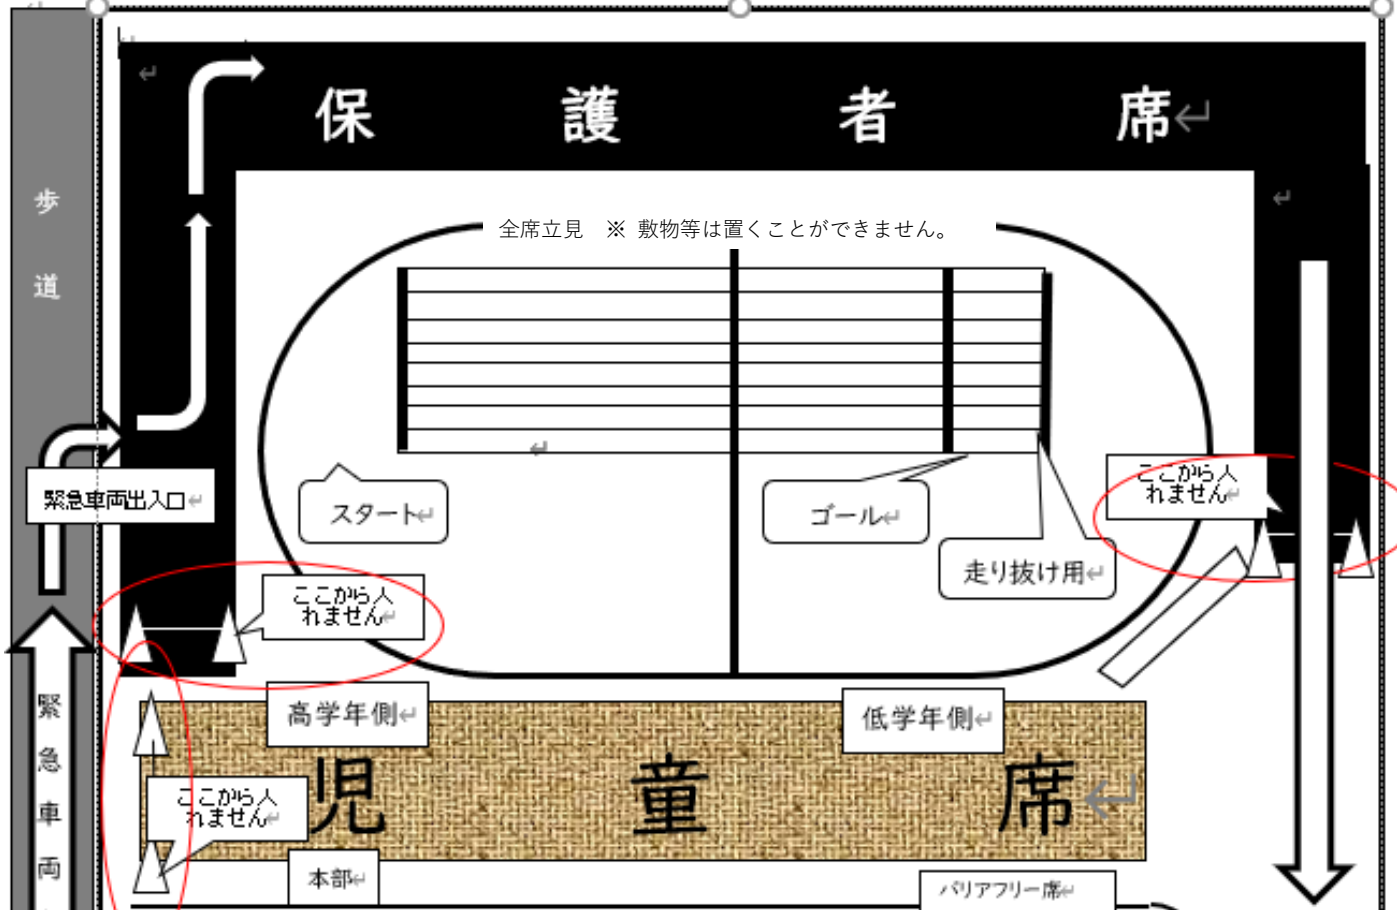 保護者席
歩道
全席立見　※ 敷物等は置くことができません。
緊急車両出入口
スタート
ゴール
走り抜け用
ここから入
れません
ここから入
れません
高学年側
低学年側
児童席
ここから入
れません
緊急車両
本部
バリアフリー席